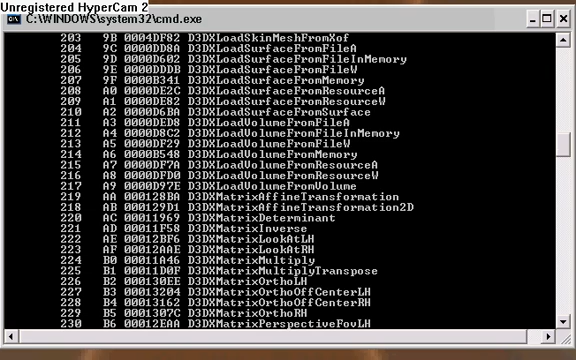 Unregistered HyperCam 2
C:\WINDOWS\system32\cmd.exe
203 9B 0004DF82 D3DXLoadSkinMeshFromXof
204 9C 0000DD8A D3DXLoadSurfaceFromFileA
205 9D 0000D602 D3DXLoadSurfaceFromFileInMemory
206 9E 0000DDDB D3DXLoadSurfaceFromFileW
207 9F 0000B341 D3DXLoadSurfaceFromMemory
208 A0 0000DE2C D3DXLoadSurfaceFromResourceA
209 A1 0000DE82 D3DXLoadSurfaceFromResourceW
210 A2 0000D6BA D3DXLoadSurfaceFromSurface
211 A3 0000DED8 D3DXLoadVolumeFromFileA
212 A4 0000D8C2 D3DXLoadVolumeFromFileInMemory
213 A5 0000DF29 D3DXLoadVolumeFromFileW
214 A6 0000B548 D3DXLoadVolumeFromMemory
215 A7 0000DF7A D3DXLoadVolumeFromResourceA
216 A8 0000DFD0 D3DXLoadVolumeFromResourceW
217 A9 0000D97E D3DXLoadVolumeFromVolume
219 AA 000128BA D3DXMatrixAffineTransformation
218 AB 000129D1 D3DXMatrixAffineTransformation2D
220 AC 00011969 D3DXMatrixDeterminant
221 AD 00011F58 D3DXMatrixInverse
222 AE 00012BF6 D3DXMatrixLookAtLH
223 AF 00012AAE D3DXMatrixLookAtRH
224 B0 00011A46 D3DXMatrixMultiply
225 B1 00011D0F D3DXMatrixMultiplyTranspose
226 B2 000130EE D3DXMatrixOrthoLH
227 B3 00013204 D3DXMatrixOrthoOffCenterLH
228 B4 00013162 D3DXMatrixOrthoOffCenterRH
229 B5 0001307C D3DXMatrixOrthoRH
230 B6 00012EAA D3DXMatrixPerspectiveFovLH